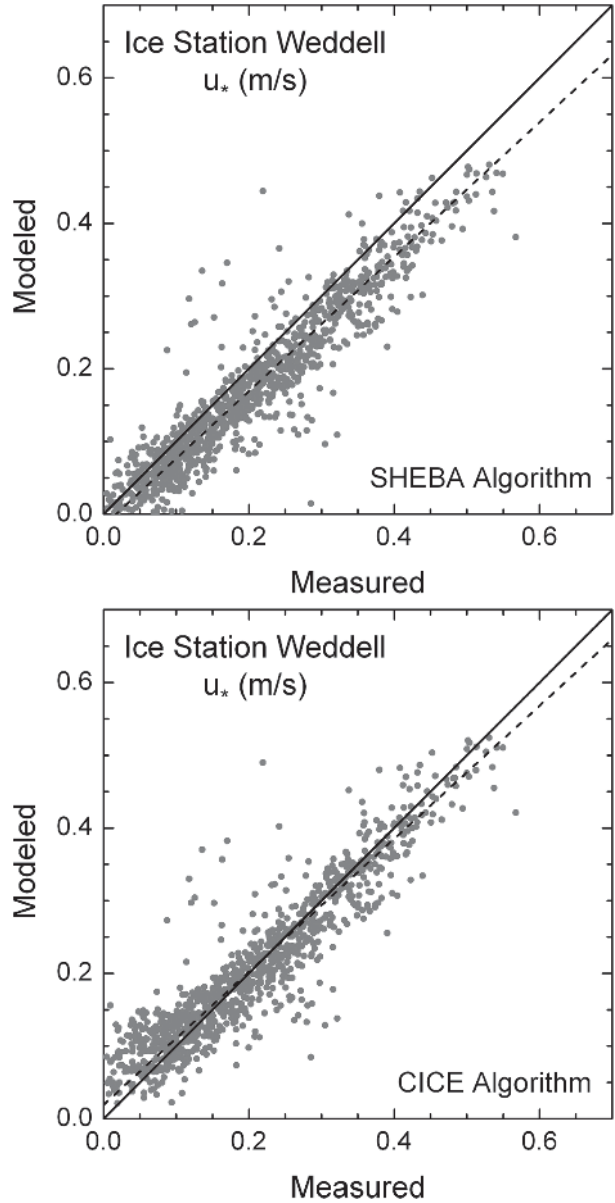 Ice Station Weddell
u* (m/s)
0.6
0.4
0.2
0.0
Modeled
SHEBA Algorithm
0.0 0.2 0.4 0.6
Measured
Ice Station Weddell
u* (m/s)
0.6
0.4
0.2
0.0
Modeled
CICE Algorithm
0.0 0.2 0.4 0.6
Measured